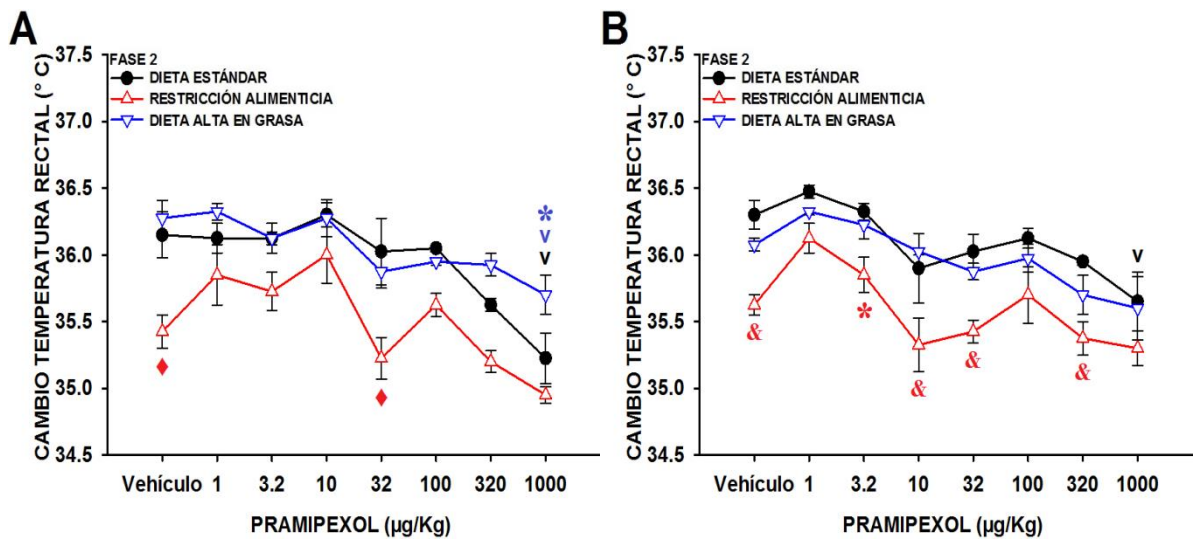 A
CAMBIO TEMPERATURA RECTAL (° C)
37.5
37.0
36.5
36.0
35.5
35.0
34.5
FASE 2
DIETA ESTÁNDAR
RESTRICCIÓN ALIMENTICIA
DIETA ALTA EN GRASA
*
v
v
Vehículo 1 3.2 10 32 100 320 1000
PRAMIPEXOL (µg/Kg)
B
CAMBIO TEMPERATURA RECTAL (° C)
37.5
37.0
36.5
36.0
35.5
35.0
34.5
FASE 2
DIETA ESTÁNDAR
RESTRICCIÓN ALIMENTICIA
DIETA ALTA EN GRASA
v
& * & & &
Vehículo 1 3.2 10 32 100 320 1000
PRAMIPEXOL (µg/Kg)